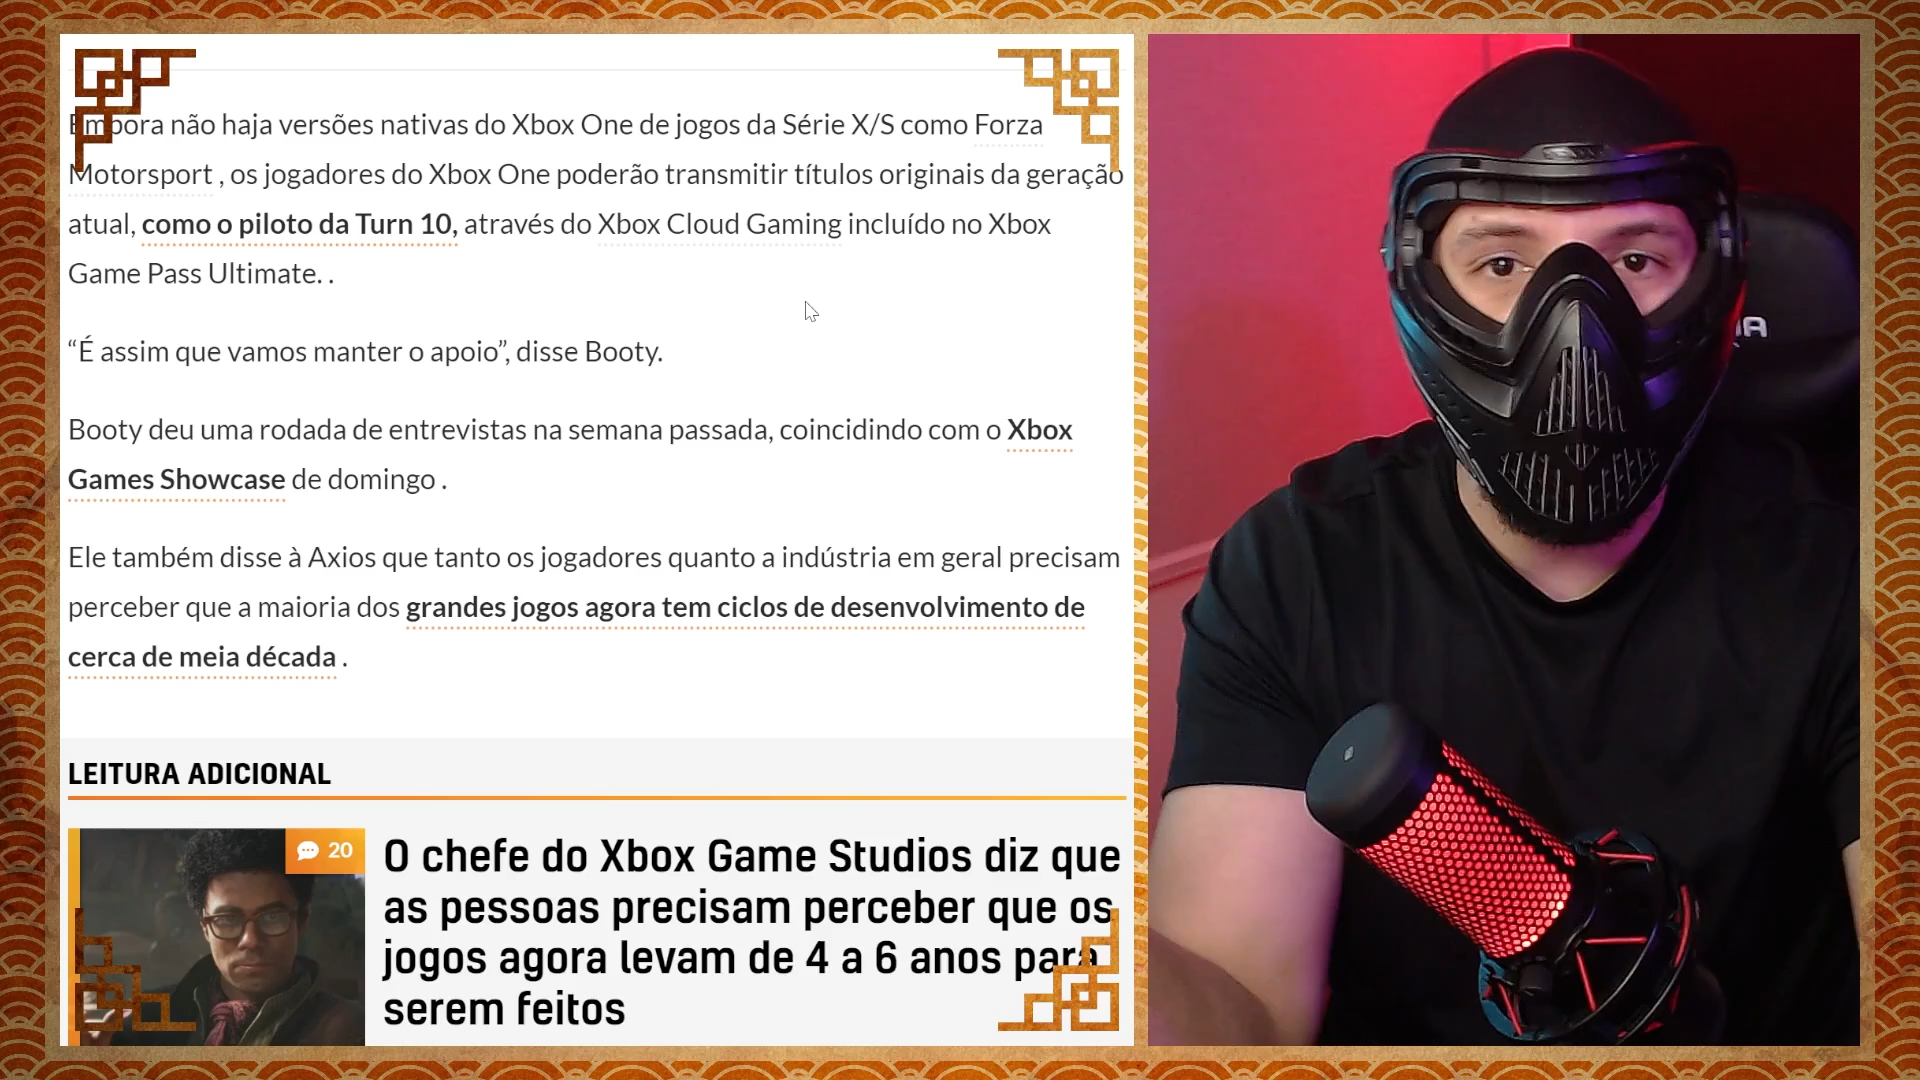 Embora não haja versões nativas do Xbox One de jogos da Série X/S como Forza
Motorsport , os jogadores do Xbox One poderão transmitir títulos originais da geração
atual, como o piloto da Turn 10, através do Xbox Cloud Gaming incluído no Xbox
Game Pass Ultimate. .
“É assim que vamos manter o apoio”, disse Booty.
Booty deu uma rodada de entrevistas na semana passada, coincidindo com o Xbox
Games Showcase de domingo .
Ele também disse à Axios que tanto os jogadores quanto a indústria em geral precisam
perceber que a maioria dos grandes jogos agora tem ciclos de desenvolvimento de
cerca de meia década .
LEITURA ADICIONAL
20
O chefe do Xbox Game Studios diz que
as pessoas precisam perceber que os
jogos agora levam de 4 a 6 anos para
serem feitos